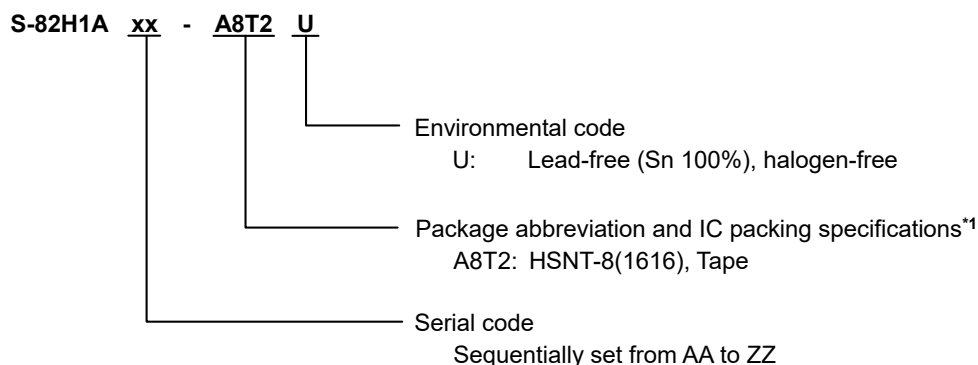 S-82H1A xx - A8T2 U
Environmental code
U: Lead-free (Sn 100%), halogen-free
Package abbreviation and IC packing specifications*1
A8T2: HSNT-8(1616), Tape
Serial code
Sequentially set from AA to ZZ